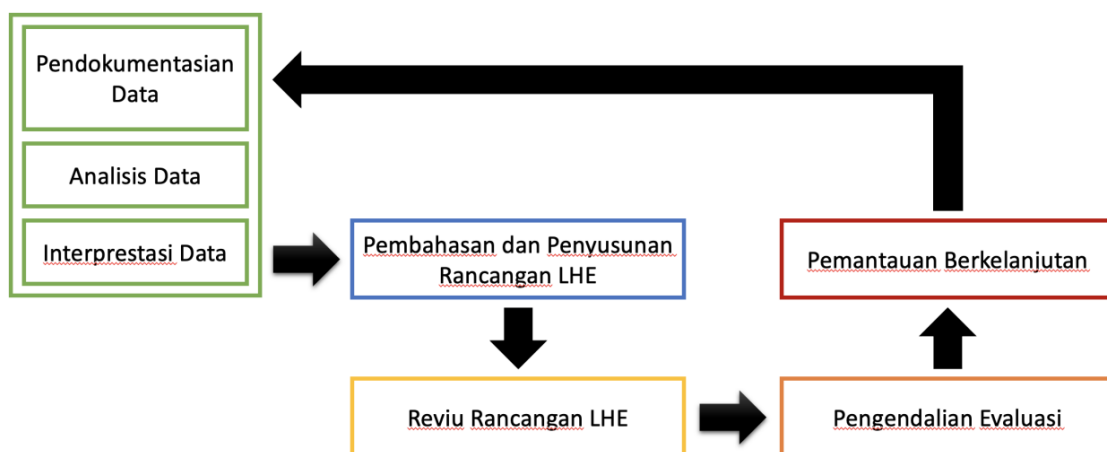 Pendokumentasian
Data
Analisis Data
Interprestasi Data
Pembahasan dan Penyusunan
Rancangan LHE
Pemantauan Berkelanjutan
Reviu Rancangan LHE
Pengendalian Evaluasi